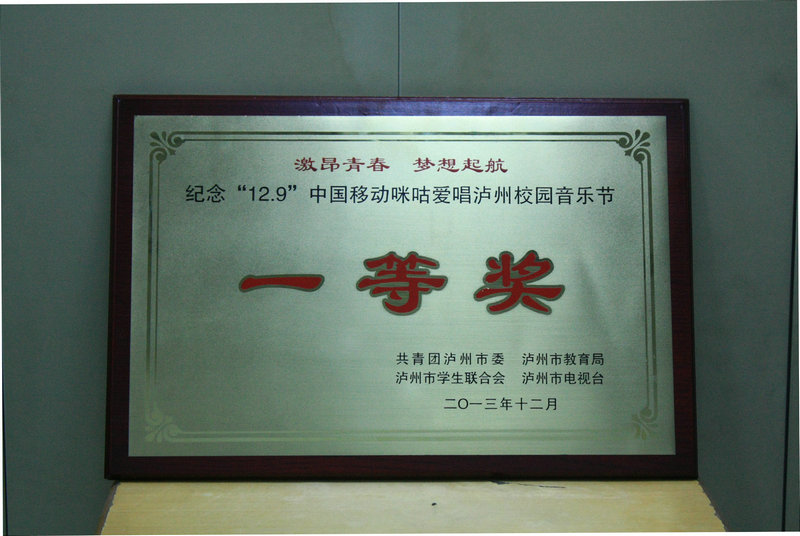 激昂青春 梦想起航
纪念“12.9”中国移动咪咕爱唱泸州校园音乐节
一等奖
共青团泸州市委 泸州市教育局
泸州市学生联合会 泸州市电视台
二〇一三年十二月